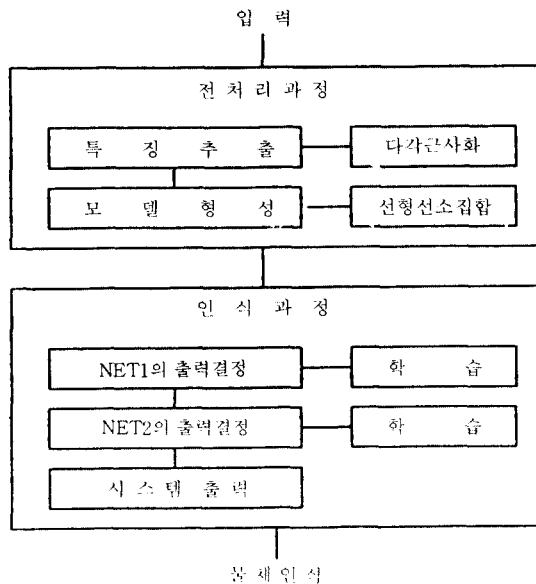 입 력
전 처 리 과 정
특 징 추 출
다각근사화
모 델 형 성
선형선소집합
인 식 과 정
NET1의 출력결정
학 습
NET2의 출력결정
학 습
시 스 템 출 력
물 체 인 식